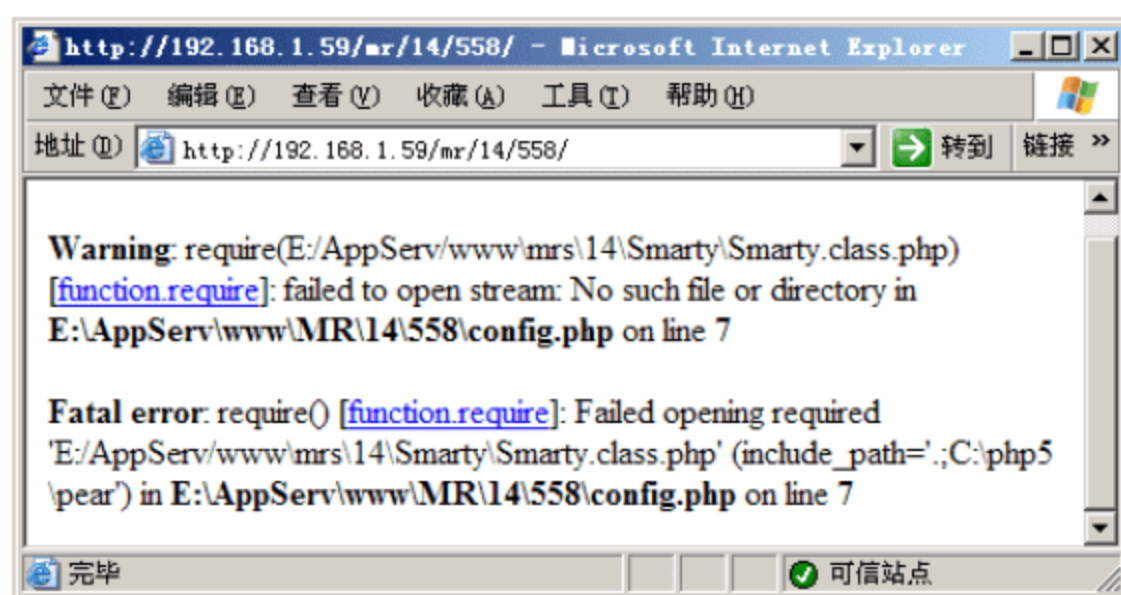 http://192.168.1.59/mr/14/558/ - Microsoft Internet Explorer
文件(F) 编辑(E) 查看(V) 收藏(A) 工具(T) 帮助(H)
地址(D) http://192.168.1.59/mr/14/558/ 转到 链接 »
Warning: require(E:/AppServ/www\mrs\14\Smarty\Smarty.class.php)
[function.require]: failed to open stream: No such file or directory in
E:\AppServ\www\MR\14\558\config.php on line 7
Fatal error: require() [function.require]: Failed opening required
'E:/AppServ/www\mrs\14\Smarty\Smarty.class.php' (include_path='.;C:\php5
\pear') in E:\AppServ\www\MR\14\558\config.php on line 7
完毕 可信站点